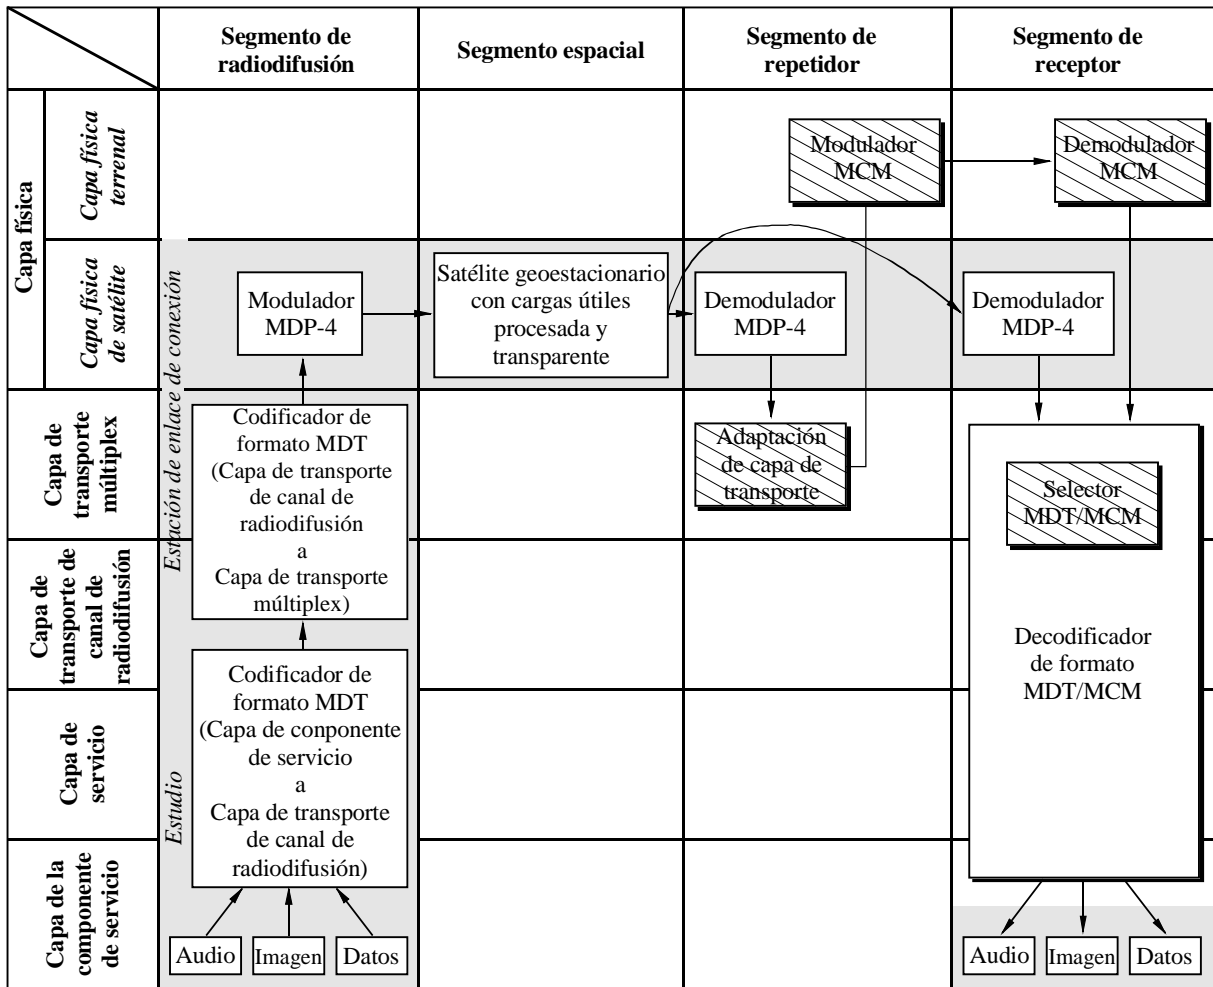 Segmento de
radiodifusión
Segmento espacial
Segmento de
repetidor
Segmento de
receptor
Capa física
Capa física
terrenal
Modulador
MCM
Demodulador
MCM
Capa física
de satélite
Estación de enlace de conexión
Modulador
MDP-4
Satélite geoestacionario
con cargas útiles
procesada y
transparente
Demodulador
MDP-4
Demodulador
MDP-4
Capa de
transporte
múltiplex
Codificador de
formato MDT
(Capa de transporte
de canal de
radiodifusión
a
Capa de transporte
múltiplex)
Adaptación
de capa de
transporte
Selector
MDT/MCM
Capa de
transporte de
canal de
radiodifusión
Decodificador
de formato
MDT/MCM
Capa de
servicio
Estudio
Codificador de
formato MDT
(Capa de conponente
de servicio
a
Capa de transporte
de canal de
radiodifusión)
Capa de la
componente
de servicio
Audio
Imagen
Datos
Audio
Imagen
Datos